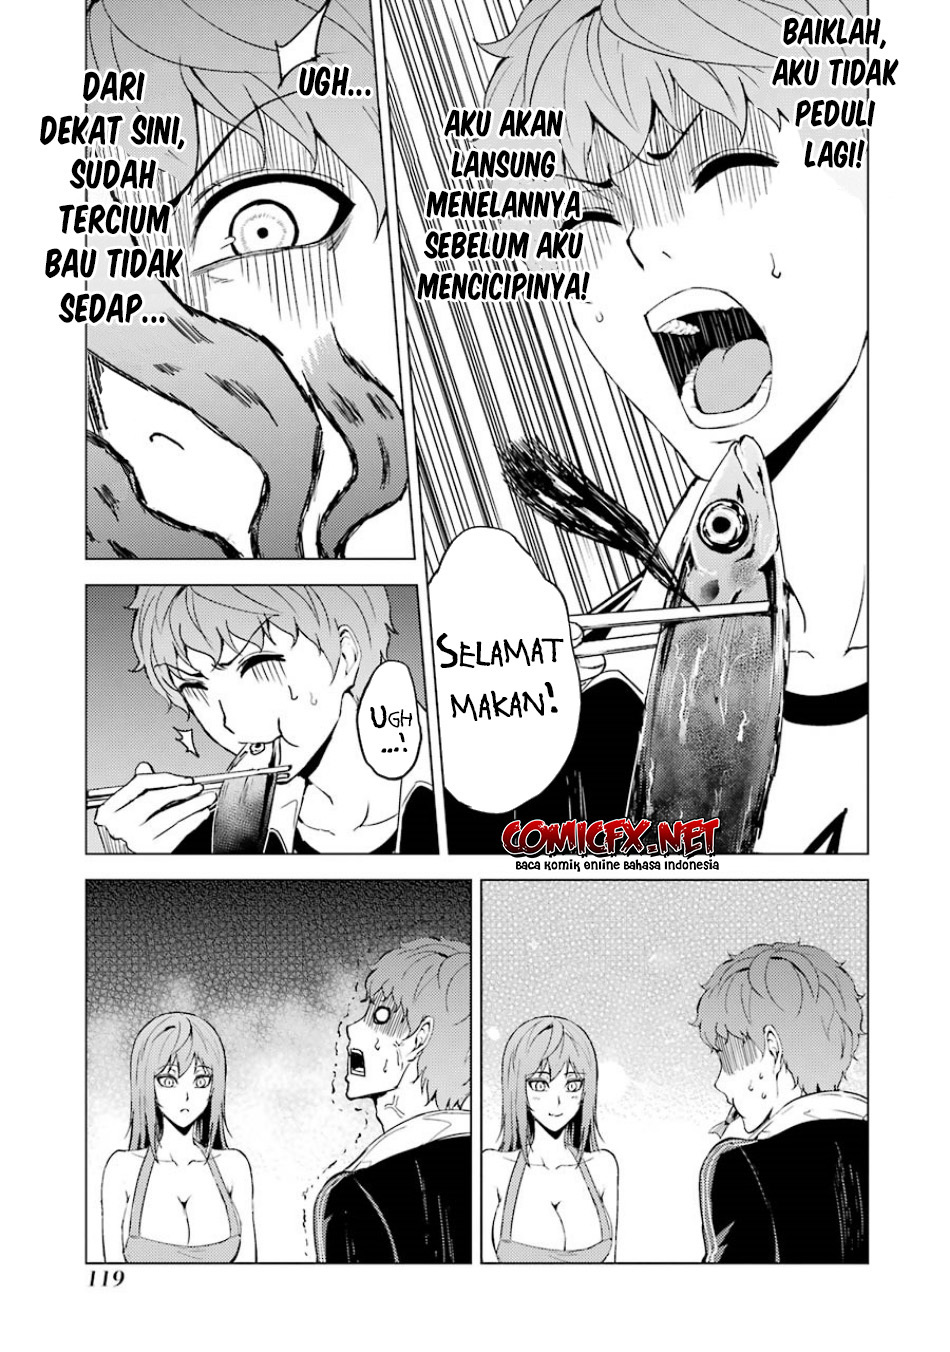 BAIKLAH,
AKU TIDAK
PEDULI
LAGI!
AKU AKAN
LANSUNG
MENELANNYA
SEBELUM AKU
MENCICIPINYA!
UGH...
DARI
DEKAT SINI,
SUDAH
TERCIUM
BAU TIDAK
SEDAP...
SELAMAT
MAKAN!
UGH
...!
COMICFX.NET
BACA KOMIK ONLINE BAHASA INDONESIA
119